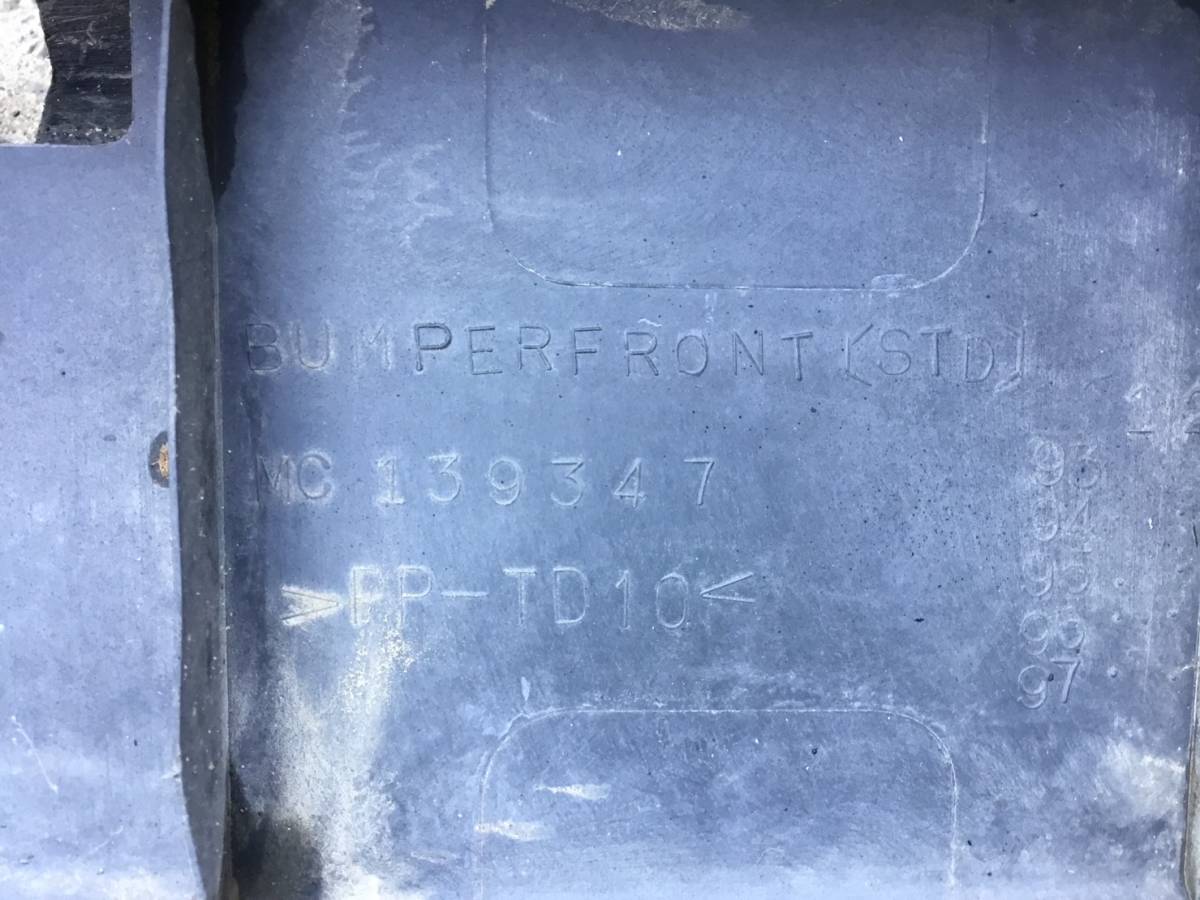 BUMPERFRONT (STD)
MC 139347
>PP-TD10<
93
94
95
96
97